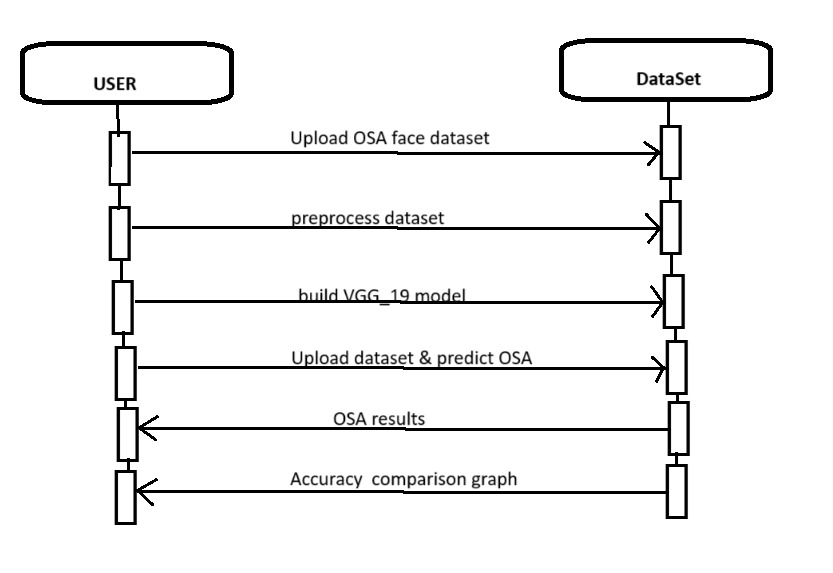 USER
DataSet
Upload OSA face dataset
preprocess dataset
build VGG_19 model
Upload dataset & predict OSA
OSA results
Accuracy comparison graph